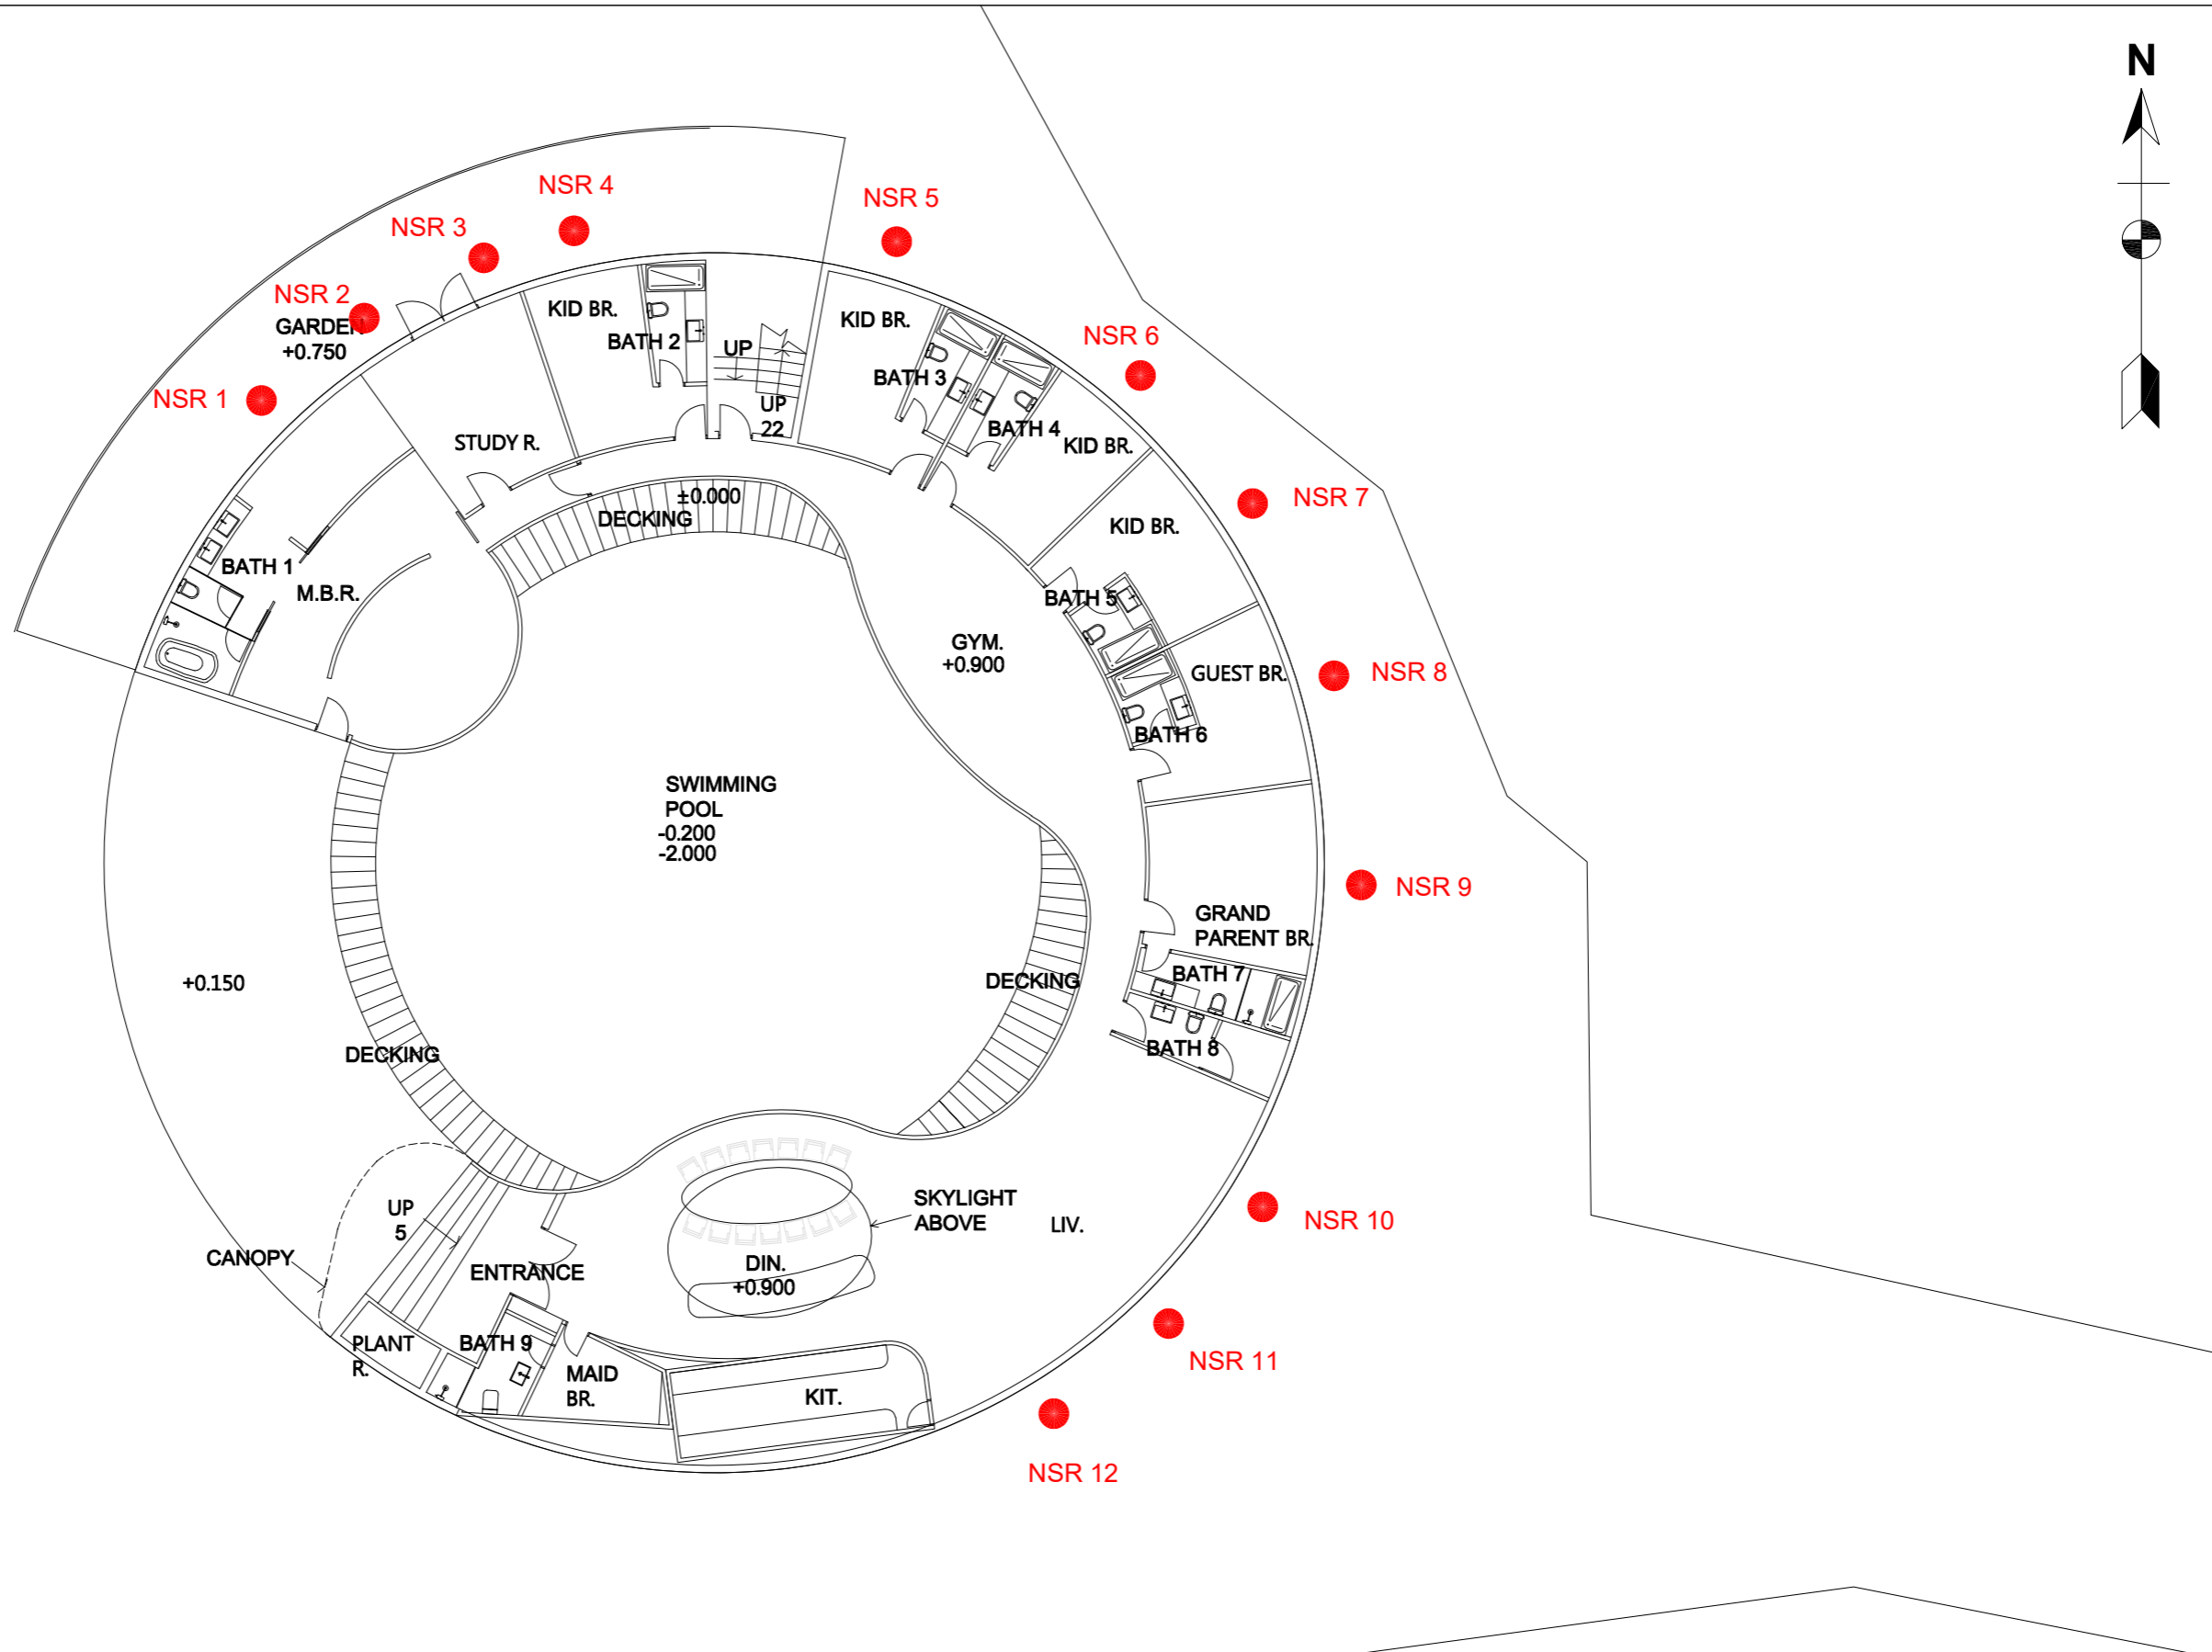 N
NSR 4
NSR 5
NSR 3
NSR 2
GARDEN
+0.750
KID BR.
BATH 2
UP
KID BR.
NSR 6
NSR 1
BATH 3
UP
22
BATH 4
KID BR.
STUDY R.
±0.000
DECKING
NSR 7
KID BR.
BATH 1
M.B.R.
BATH 5
GYM.
+0.900
GUEST BR.
NSR 8
BATH 6
SWIMMING
POOL
-0.200
-2.000
NSR 9
GRAND
PARENT BR.
BATH 7
+0.150
DECKING
DECKING
BATH 8
UP
5
SKYLIGHT
ABOVE
LIV.
NSR 10
CANOPY
ENTRANCE
DIN.
+0.900
PLANT
R.
BATH 9
MAID
BR.
KIT.
NSR 11
NSR 12